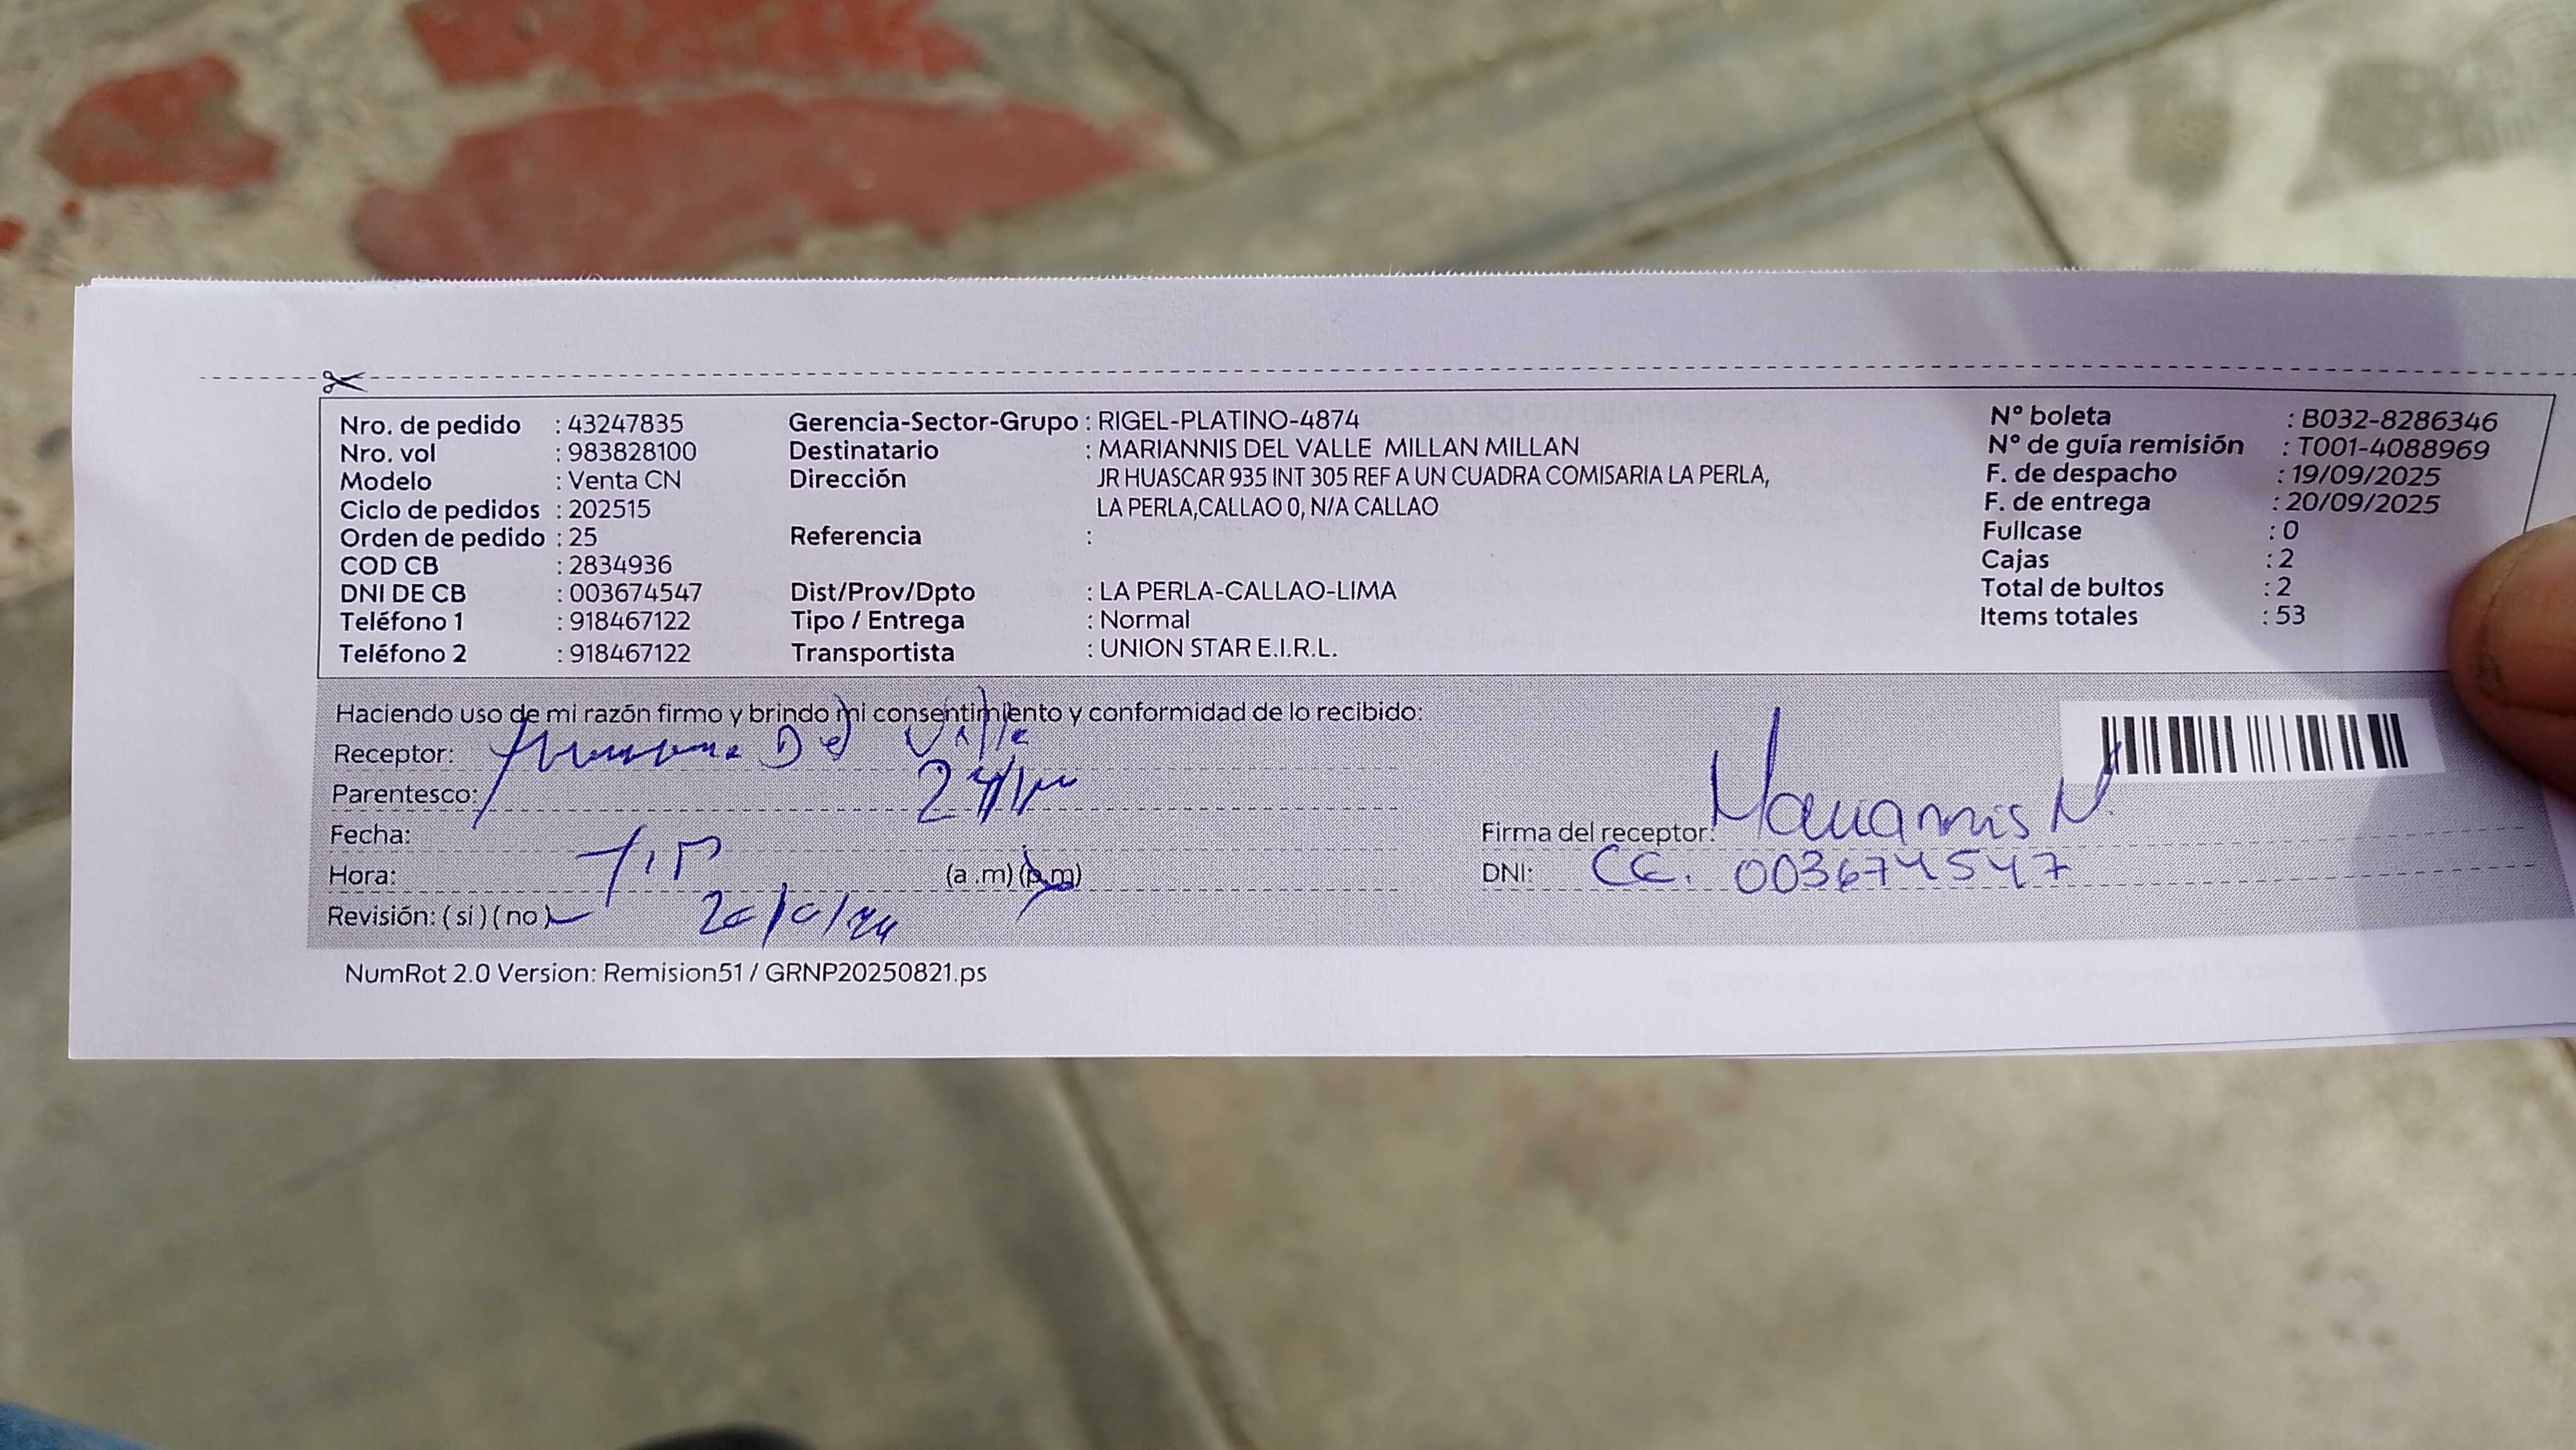 Nro. de pedido : 43247835 Gerencia-Sector-Grupo : RIGEL-PLATINO-4874 N° boleta : B032-8286346
Nro. vol : 983828100 Destinatario : MARIANNIS DEL VALLE MILLAN MILLAN N° de guía remisión : T001-4088969
Modelo : Venta CN Dirección JR HUASCAR 935 INT 305 REF A UN CUADRA COMISARIA LA PERLA, F. de despacho : 19/09/2025
Ciclo de pedidos : 202515 LA PERLA,CALLAO 0, N/A CALLAO F. de entrega : 20/09/2025
Orden de pedido : 25 Referencia : Fullcase : 0
COD CB : 2834936 Cajas : 2
DNI DE CB : 003674547 Dist/Prov/Dpto : LA PERLA-CALLAO-LIMA Total de bultos : 2
Teléfono 1 : 918467122 Tipo / Entrega : Normal Items totales : 53
Teléfono 2 : 918467122 Transportista : UNION STAR E.I.R.L.
Haciendo uso de mi razón firmo y brindo mi consentimiento y conformidad de lo recibido:
Receptor: Del Valle
Parentesco:
Fecha: Firma del receptor: Mariannis
Hora: (a .m) (p.m) DNI: CE. 003674547
Revisión: ( si ) ( no )
NumRot 2.0 Version: Remision51 / GRNP20250821.ps